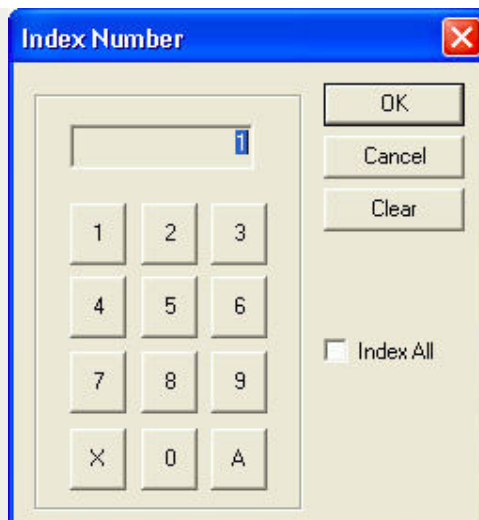 Index Number
1
OK
Cancel
Clear
1 2 3
4 5 6
7 8 9
X 0 A
Index All